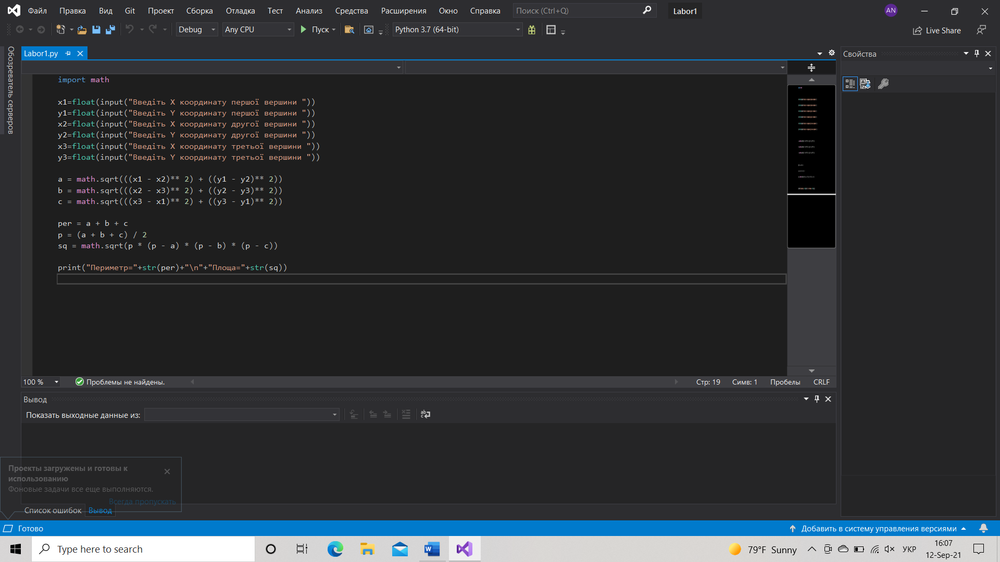 Файл Правка Вид Git Проект Сборка Отладка Тест Анализ Средства Расширения Окно Справка Поиск (Ctrl+Q) Labor1 AN
Debug Any CPU Пуск Python 3.7 (64-bit) Live Share
Обозреватель серверов
Labor1.py
Свойства
import math
x1=float(input("Введіть X координату першої вершини "))
y1=float(input("Введіть Y координату першої вершини "))
x2=float(input("Введіть X координату другої вершини "))
y2=float(input("Введіть Y координату другої вершини "))
x3=float(input("Введіть X координату третьої вершини "))
y3=float(input("Введіть Y координату третьої вершини "))
a = math.sqrt(((x1 - x2)** 2) + ((y1 - y2)** 2))
b = math.sqrt(((x2 - x3)** 2) + ((y2 - y3)** 2))
c = math.sqrt(((x3 - x1)** 2) + ((y3 - y1)** 2))
per = a + b + c
p = (a + b + c) / 2
sq = math.sqrt(p * (p - a) * (p - b) * (p - c))
print("Периметр="+str(per)+"\n"+"Площа="+str(sq))
100 % Проблемы не найдены. Стр: 19 Симв: 1 Пробелы CRLF
Вывод
Показать выходные данные из:
Проекты загружены и готовы к
использованию
Фоновые задачи все еще выполняются.
Всегда пропускать
Список ошибок Вывод
Готово Добавить в систему управления версиями
Type here to search 79°F Sunny УКР 16:07
12-Sep-21